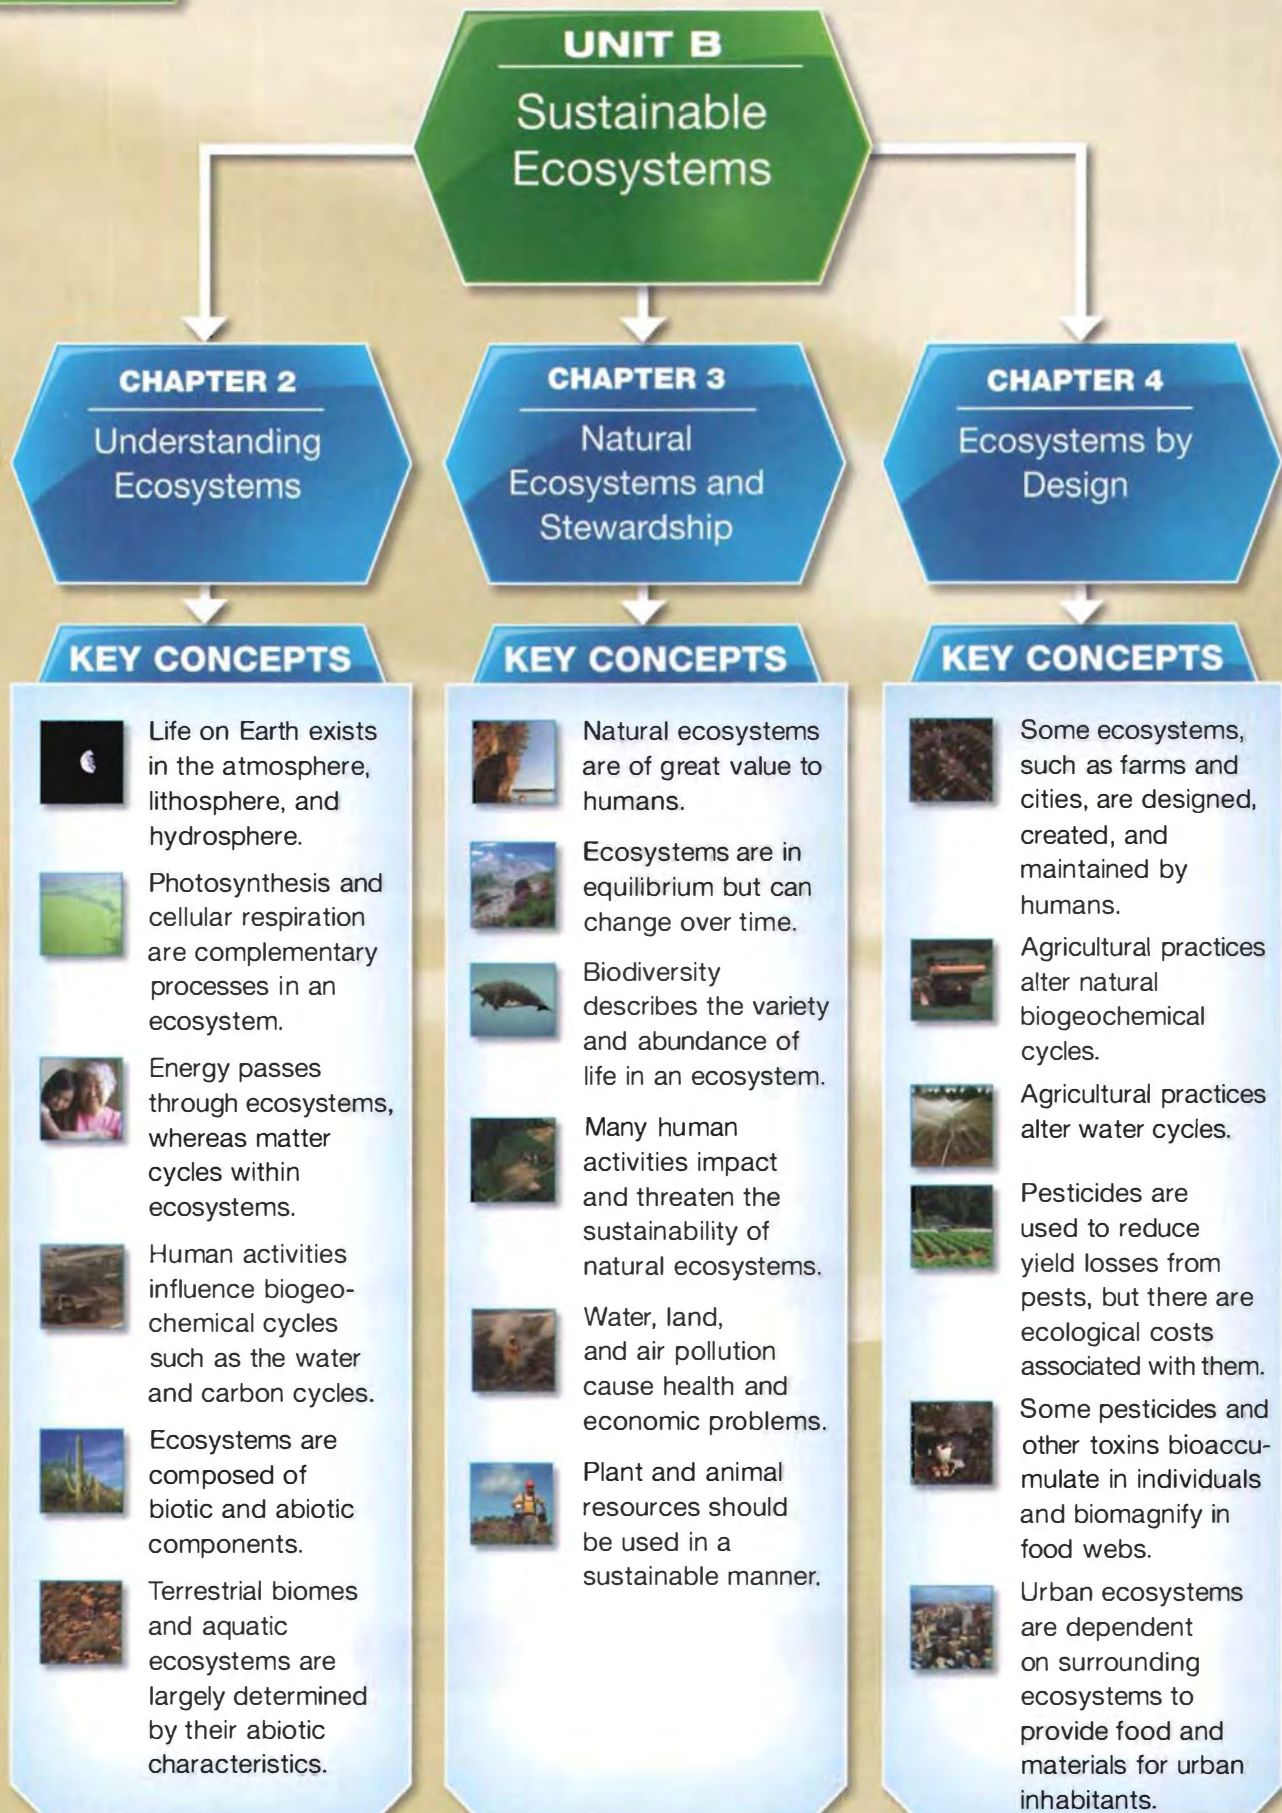 UNIT B
Sustainable
Ecosystems
CHAPTER 2
Understanding
Ecosystems
KEY CONCEPTS
Life on Earth exists
in the atmosphere,
lithosphere, and
hydrosphere.
Photosynthesis and
cellular respiration
are complementary
processes in an
ecosystem.
Energy passes
through ecosystems,
whereas matter
cycles within
ecosystems.
Human activities
influence biogeo-
chemical cycles
such as the water
and carbon cycles.
Ecosystems are
composed of
biotic and abiotic
components.
Terrestrial biomes
and aquatic
ecosystems are
largely determined
by their abiotic
characteristics.
CHAPTER 3
Natural
Ecosystems and
Stewardship
KEY CONCEPTS
Natural ecosystems
are of great value to
humans.
Ecosystems are in
equilibrium but can
change over time.
Biodiversity
describes the variety
and abundance of
life in an ecosystem.
Many human
activities impact
and threaten the
sustainability of
natural ecosystems.
Water, land,
and air pollution
cause health and
economic problems.
Plant and animal
resources should
be used in a
sustainable manner.
CHAPTER 4
Ecosystems by
Design
KEY CONCEPTS
Some ecosystems,
such as farms and
cities, are designed,
created, and
maintained by
humans.
Agricultural practices
alter natural
biogeochemical
cycles.
Agricultural practices
alter water cycles.
Pesticides are
used to reduce
yield losses from
pests, but there are
ecological costs
associated with them.
Some pesticides and
other toxins bioaccu-
mulate in individuals
and biomagnify in
food webs.
Urban ecosystems
are dependent
on surrounding
ecosystems to
provide food and
materials for urban
inhabitants.